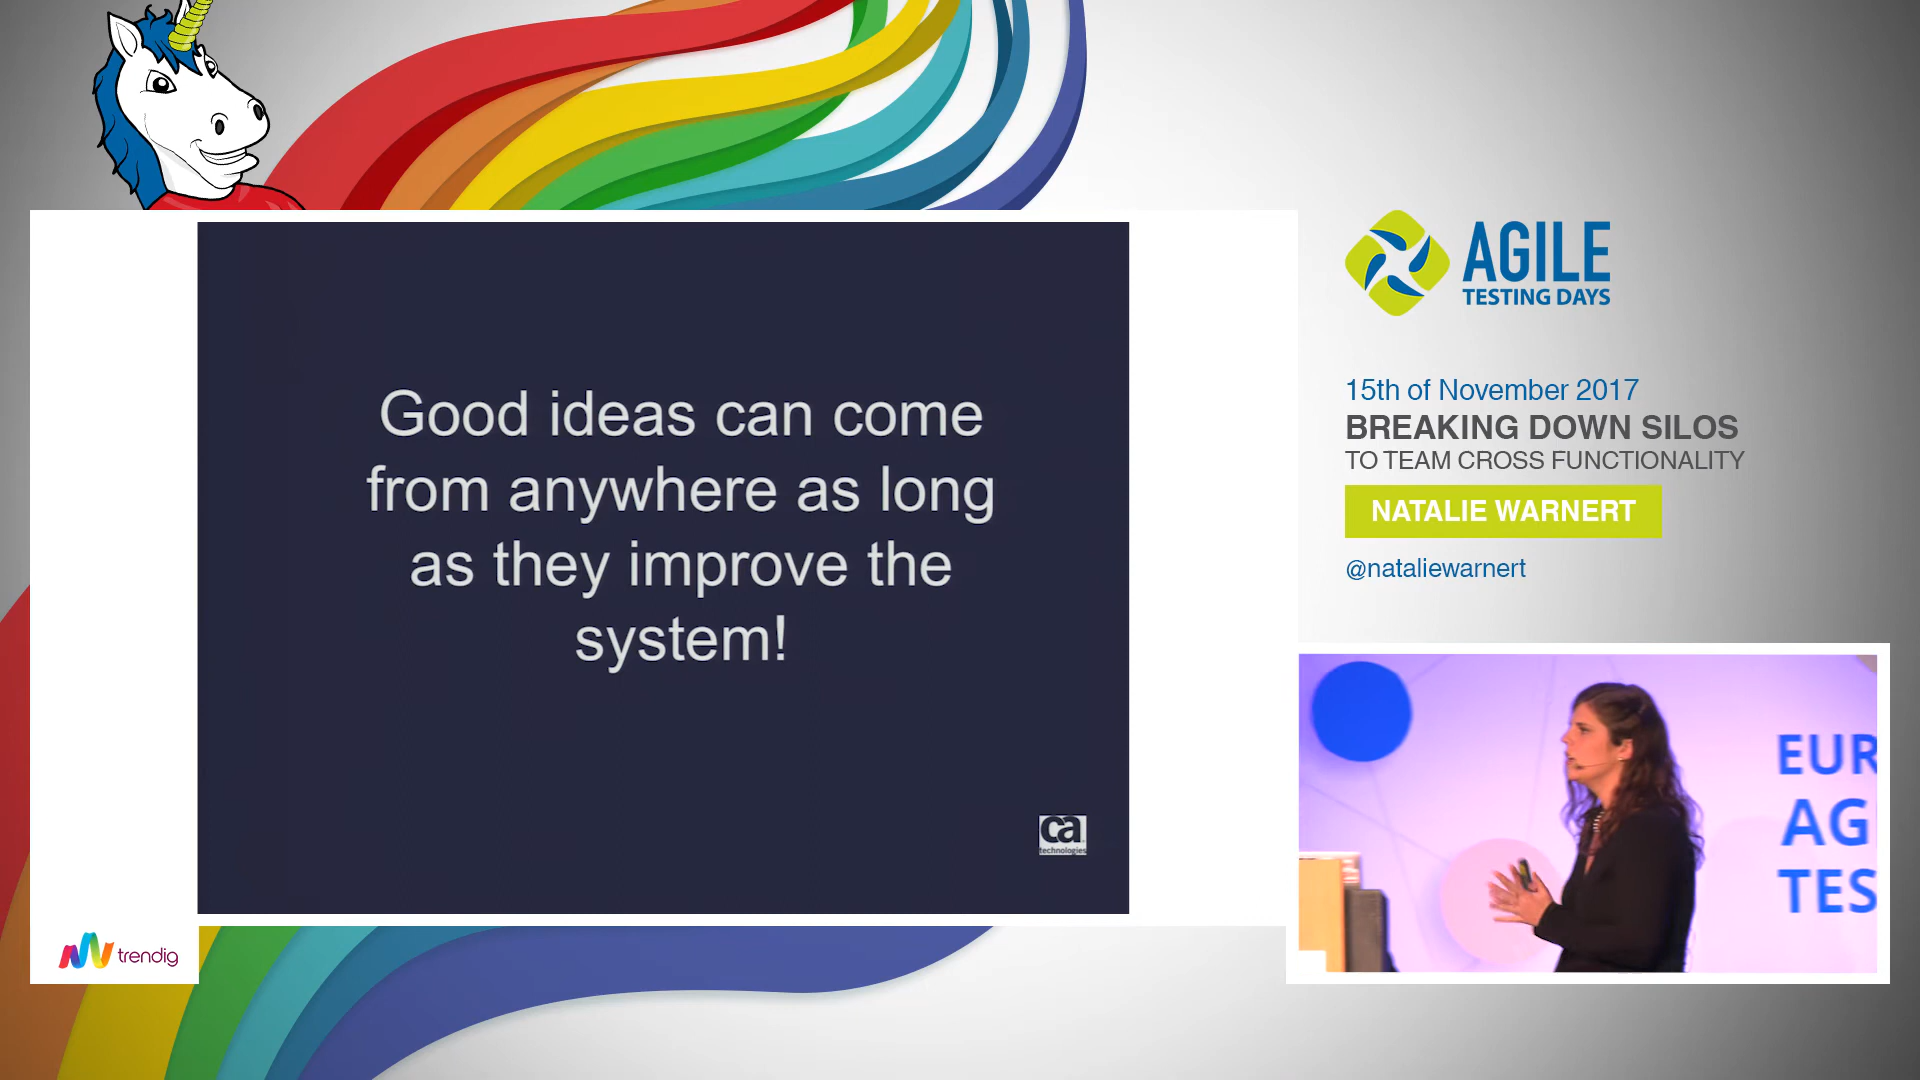 Good ideas can come
from anywhere as long
as they improve the
system!
ca
technologies
trendig
AGILE
TESTING DAYS
15th of November 2017
BREAKING DOWN SILOS
TO TEAM CROSS FUNCTIONALITY
NATALIE WARNERT
@nataliewarnert
EUR
AG
TES